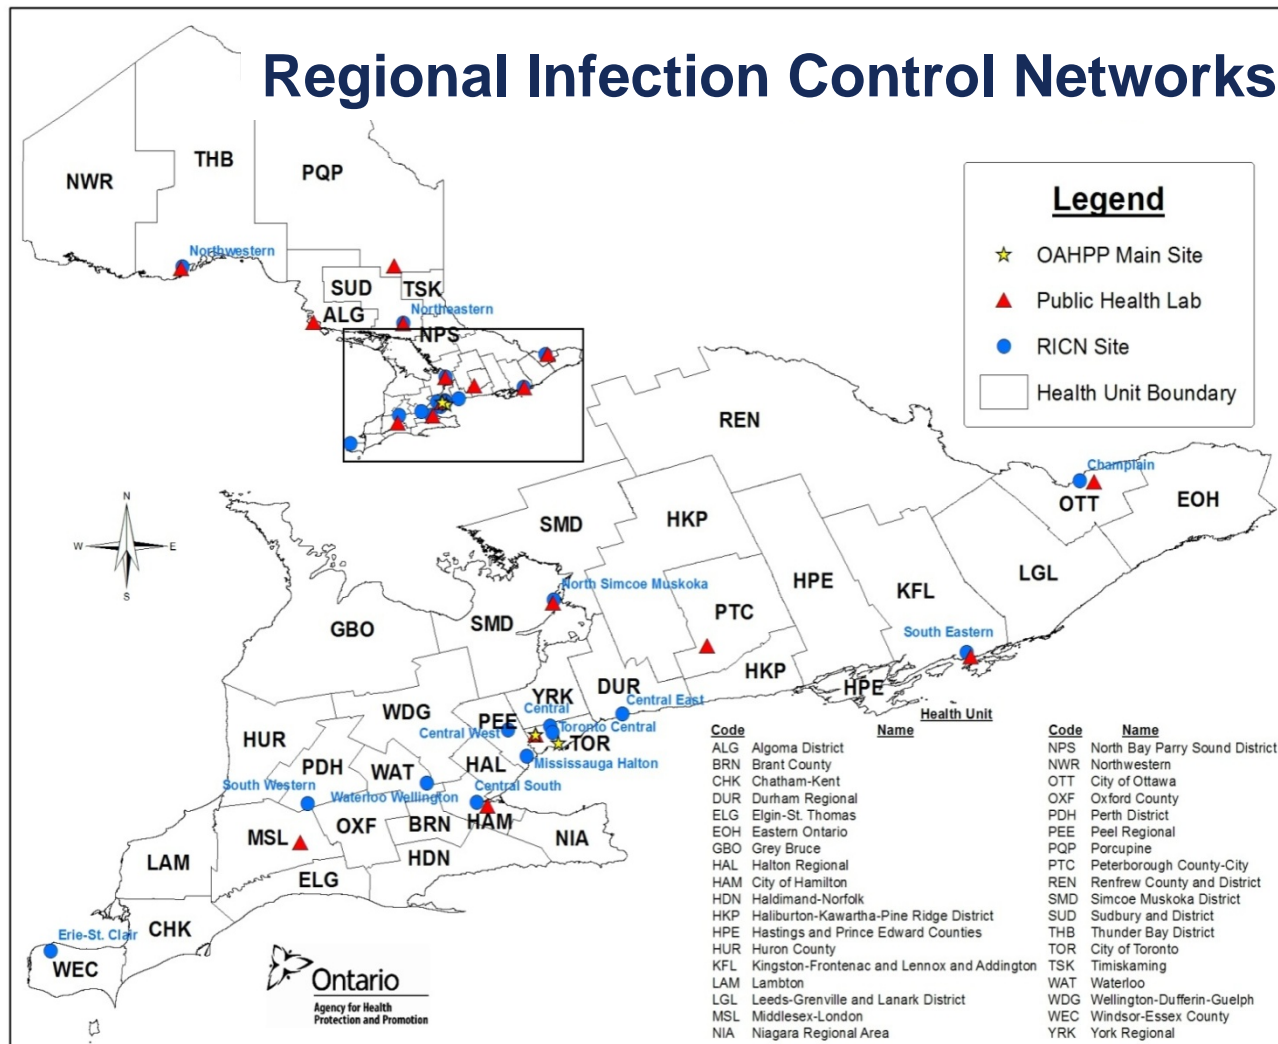 Regional Infection Control Networks
NWR
THB
PQP
Northwestern
SUD
TSK
ALG
Northeastern
NPS
Legend
OAHPP Main Site
Public Health Lab
RICN Site
Health Unit Boundary
N
W
E
S
REN
Champlain
OTT
EOH
SMD
HKP
HPE
KFL
LGL
North Simcoe Muskoka
SMD
PTC
GBO
South Eastern
HKP
HPE
DUR
YRK
Central East
Central
WDG
PEE
Central West
Toronto Central
TOR
HUR
PDH
WAT
HAL
Mississauga Halton
South Western
Waterloo Wellington
Central South
MSL
OXF
BRN
HAM
NIA
HDN
LAM
ELG
CHK
Erie-St. Clair
WEC
Ontario
Agency for Health
Protection and Promotion
Health Unit
Code Name Code Name
ALG Algoma District NPS North Bay Parry Sound District
BRN Brant County NWR Northwestern
CHK Chatham-Kent OTT City of Ottawa
DUR Durham Regional OXF Oxford County
ELG Elgin-St. Thomas PDH Perth District
EOH Eastern Ontario PEE Peel Regional
GBO Grey Bruce PQP Porcupine
HAL Halton Regional PTC Peterborough County-City
HAM City of Hamilton REN Renfrew County and District
HDN Haldimand-Norfolk SMD Simcoe Muskoka District
HKP Haliburton-Kawartha-Pine Ridge District SUD Sudbury and District
HPE Hastings and Prince Edward Counties THB Thunder Bay District
HUR Huron County TOR City of Toronto
KFL Kingston-Frontenac and Lennox and Addington TSK Timiskaming
LAM Lambton WAT Waterloo
LGL Leeds-Grenville and Lanark District WDG Wellington-Dufferin-Guelph
MSL Middlesex-London WEC Windsor-Essex County
NIA Niagara Regional Area YRK York Regional